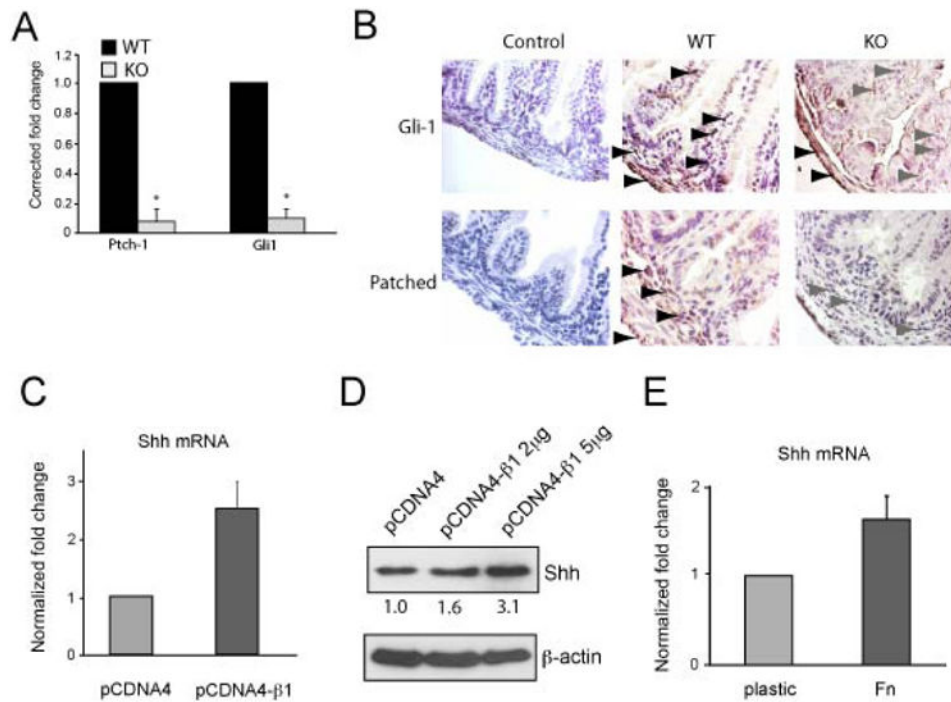 A
WT
KO
Corrected fold change
1.2
1.0
0.8
0.6
0.4
0.2
0
*
*
Ptch-1
Gli1
B
Control
WT
KO
Gli-1
Patched
C
Shh mRNA
Normalized fold change
3
2
1
0
pCDNA4
pCDNA4-β1
D
pCDNA4
pCDNA4-β1 2µg
pCDNA4-β1 5µg
Shh
1.0 1.6 3.1
β-actin
E
Shh mRNA
Normalized fold change
2
1
0
plastic
Fn